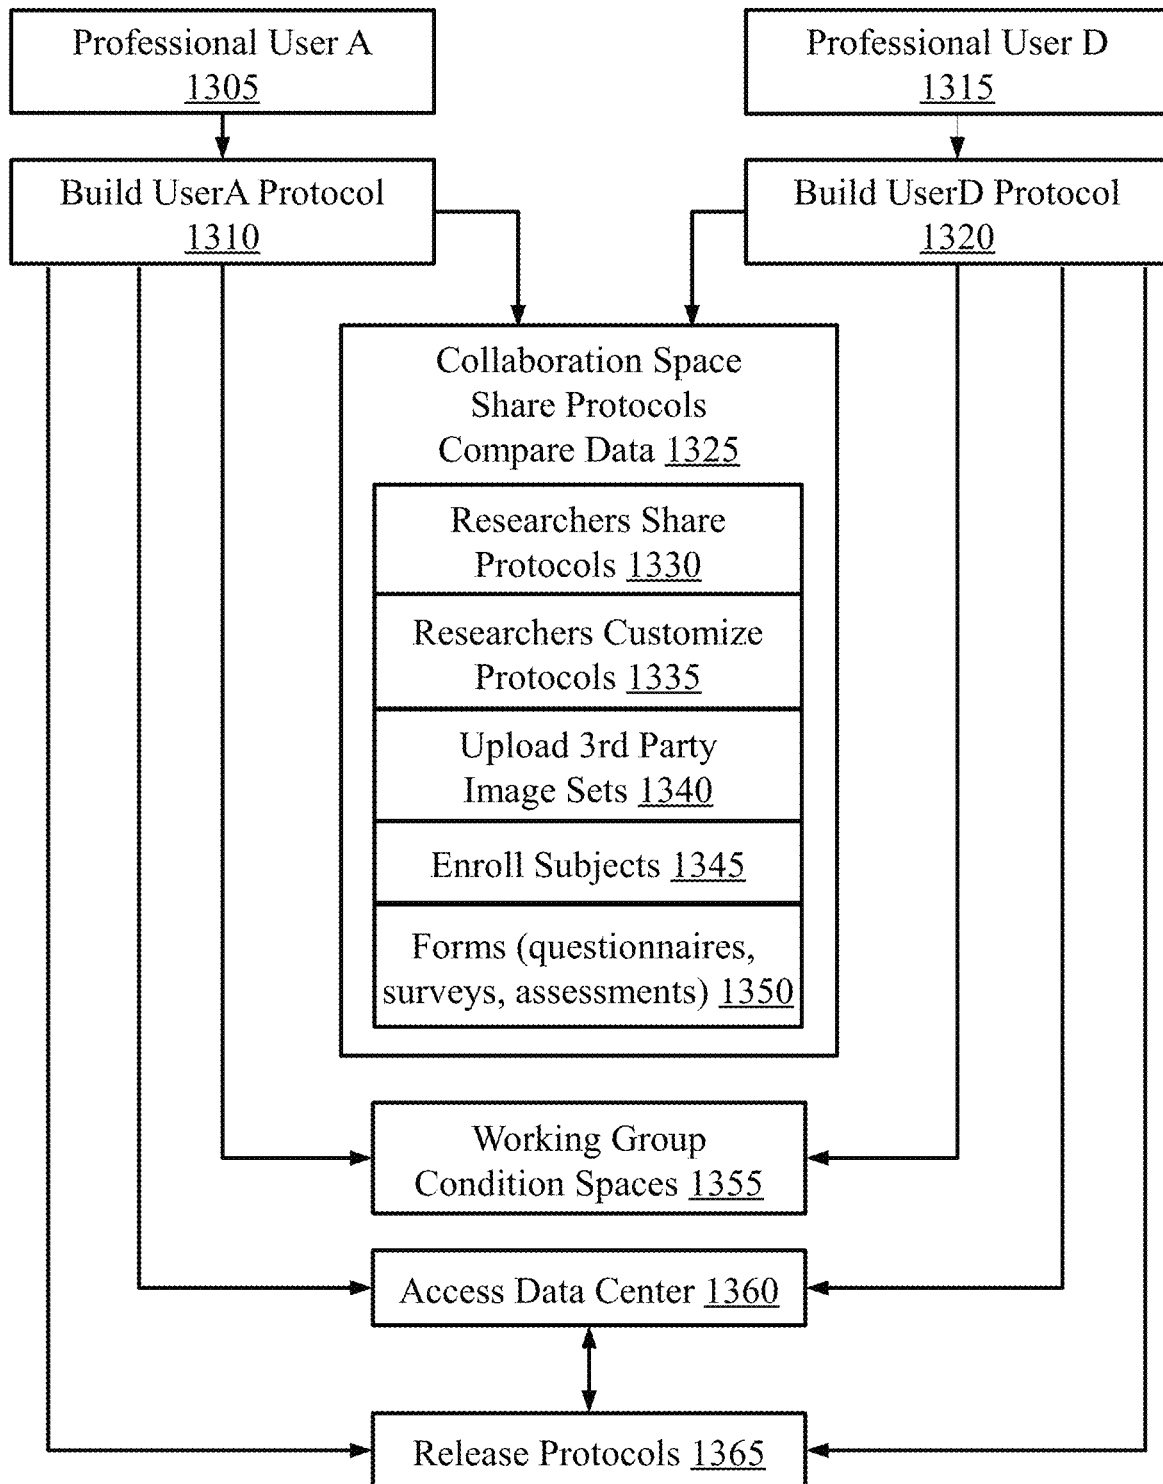 Professional User A
1305
Professional User D
1315
Build UserA Protocol
1310
Build UserD Protocol
1320
Collaboration Space
Share Protocols
Compare Data 1325
Researchers Share
Protocols 1330
Researchers Customize
Protocols 1335
Upload 3rd Party
Image Sets 1340
Enroll Subjects 1345
Forms (questionnaires,
surveys, assessments) 1350
Working Group
Condition Spaces 1355
Access Data Center 1360
Release Protocols 1365